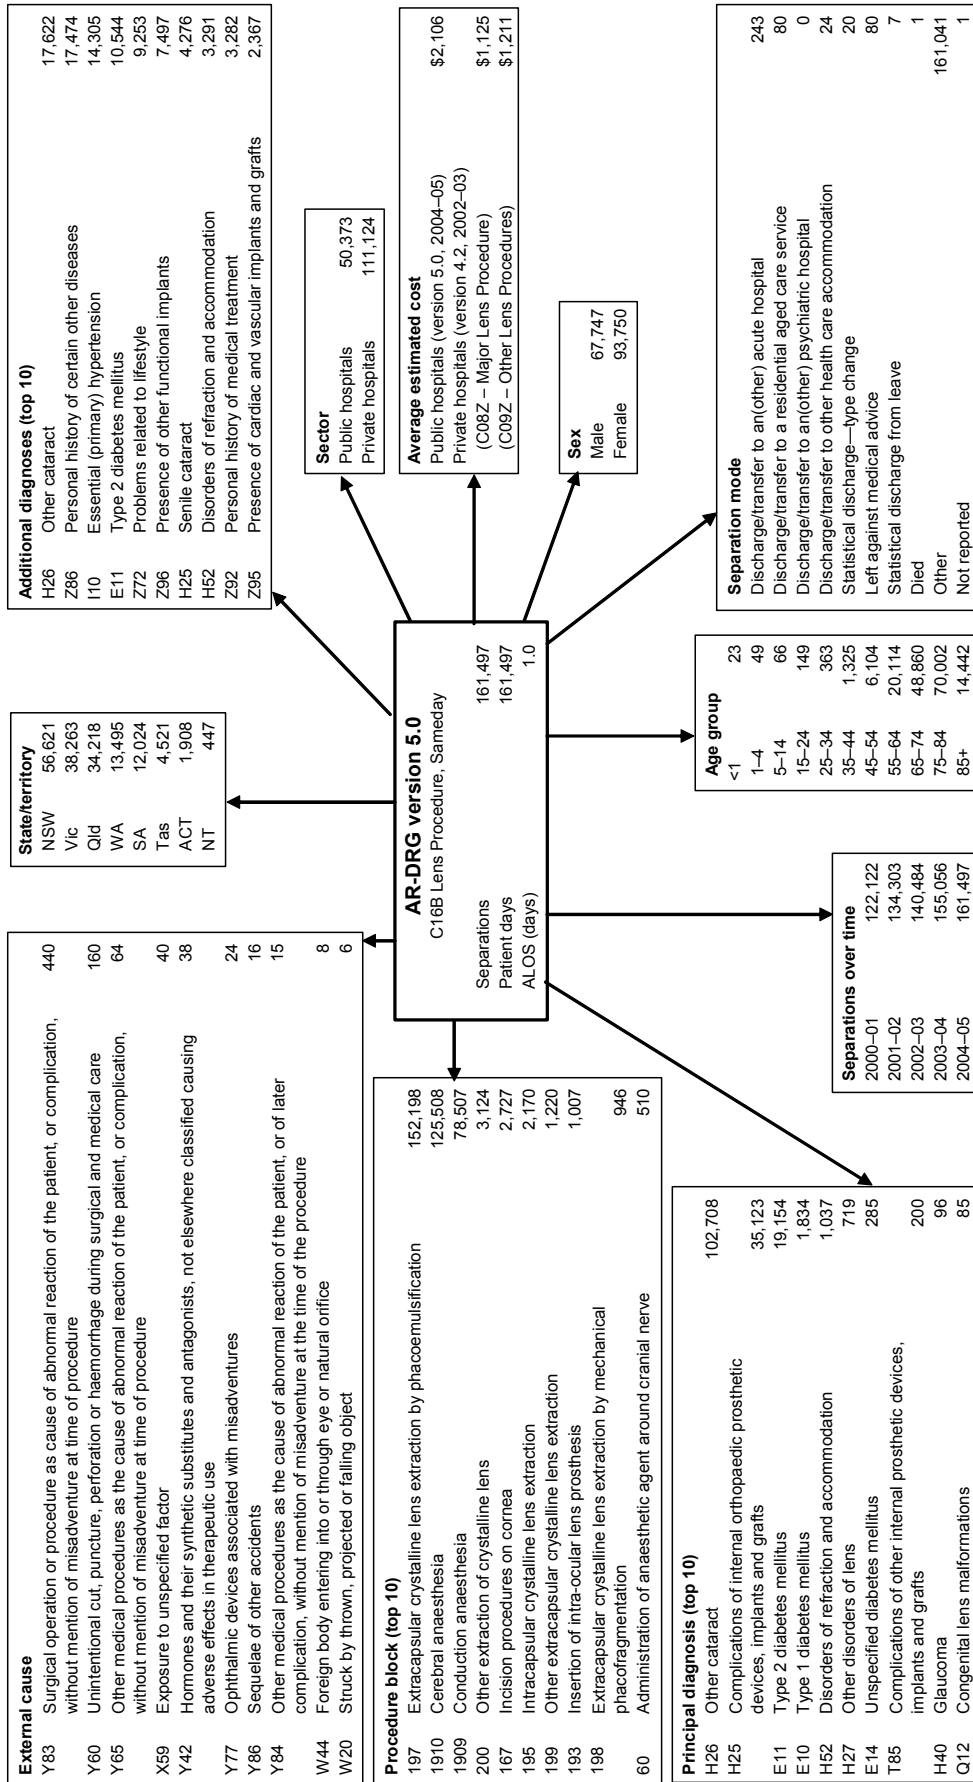 External cause
Y83 Surgical operation or procedure as cause of abnormal reaction of the patient, or complication, 440
without mention of misadventure at time of procedure
Y60 Unintentional cut, puncture, perforation or haemorrhage during surgical and medical care 160
Y65 Other medical procedures as the cause of abnormal reaction of the patient, or complication, 64
without mention of misadventure at time of procedure
X59 Exposure to unspecified factor 40
Y42 Hormones and their synthetic substitutes and antagonists, not elsewhere classified causing 38
adverse effects in therapeutic use
Y77 Ophthalmic devices associated with misadventures 24
Y86 Sequelae of other accidents 16
Y84 Other medical procedures as the cause of abnormal reaction of the patient, or of later 15
complication, without mention of misadventure at the time of the procedure
W44 Foreign body entering into or through eye or natural orifice 8
W20 Struck by thrown, projected or falling object 6
State/territory
NSW 56,621
Vic 38,263
Qld 34,218
WA 13,495
SA 12,024
Tas 4,521
ACT 1,908
NT 447
Additional diagnoses (top 10)
H26 Other cataract 17,622
Z86 Personal history of certain other diseases 17,474
I10 Essential (primary) hypertension 14,305
E11 Type 2 diabetes mellitus 10,544
Z72 Problems related to lifestyle 9,253
Z96 Presence of other functional implants 7,497
H25 Senile cataract 4,276
H52 Disorders of refraction and accommodation 3,291
Z92 Personal history of medical treatment 3,282
Z95 Presence of cardiac and vascular implants and grafts 2,367
Procedure block (top 10)
197 Extracapsular crystalline lens extraction by phacoemulsification 152,198
1910 Cerebral anaesthesia 125,508
1909 Conduction anaesthesia 78,507
200 Other extraction of crystalline lens 3,124
167 Incision procedures on cornea 2,727
195 Intracapsular crystalline lens extraction 2,170
199 Other extracapsular crystalline lens extraction 1,220
193 Insertion of intra-ocular lens prosthesis 1,007
198 Extracapsular crystalline lens extraction by mechanical
phacofragmentation 946
60 Administration of anaesthetic agent around cranial nerve 510
AR-DRG version 5.0
C16B Lens Procedure, Sameday
Separations 161,497
Patient days 161,497
ALOS (days) 1.0
Sector
Public hospitals 50,373
Private hospitals 111,124
Average estimated cost
Public hospitals (version 5.0, 2004–05) $2,106
Private hospitals (version 4.2, 2002–03)
(C08Z – Major Lens Procedure) $1,125
(C09Z – Other Lens Procedures) $1,211
Sex
Male 67,747
Female 93,750
Principal diagnosis (top 10)
H26 Other cataract 102,708
H25 Complications of internal orthopaedic prosthetic
devices, implants and grafts 35,123
E11 Type 2 diabetes mellitus 19,154
E10 Type 1 diabetes mellitus 1,834
H52 Disorders of refraction and accommodation 1,037
H27 Other disorders of lens 719
E14 Unspecified diabetes mellitus 285
T85 Complications of other internal prosthetic devices,
implants and grafts 200
H40 Glaucoma 96
Q12 Congenital lens malformations 85
Separations over time
2000–01 122,122
2001–02 134,303
2002–03 140,484
2003–04 155,056
2004–05 161,497
Age group
<1 23
1–4 49
5–14 66
15–24 149
25–34 363
35–44 1,325
45–54 6,104
55–64 20,114
65–74 48,860
75–84 70,002
85+ 14,442
Separation mode
Discharge/transfer to an(other) acute hospital 243
Discharge/transfer to a residential aged care service 80
Discharge/transfer to an(other) psychiatric hospital 0
Discharge/transfer to other health care accommodation 24
Statistical discharge—type change 20
Left against medical advice 80
Statistical discharge from leave 7
Died 1
Other 161,041
Not reported 1